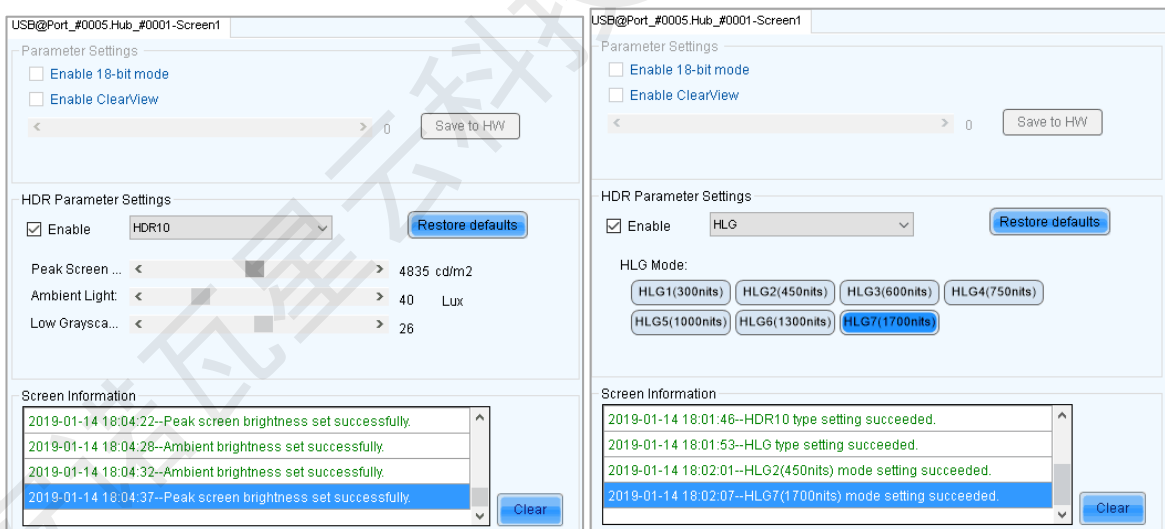 USB@Port_#0005.Hub_#0001-Screen1
Parameter Settings
Enable 18-bit mode
Enable ClearView
0
Save to HW
HDR Parameter Settings
Enable
HDR10
Restore defaults
Peak Screen ...
4835 cd/m2
Ambient Light:
40 Lux
Low Graysca...
26
Screen Information
2019-01-14 18:04:22--Peak screen brightness set successfully.
2019-01-14 18:04:28--Ambient brightness set successfully.
2019-01-14 18:04:32--Ambient brightness set successfully.
2019-01-14 18:04:37--Peak screen brightness set successfully.
Clear
USB@Port_#0005.Hub_#0001-Screen1
Parameter Settings
Enable 18-bit mode
Enable ClearView
0
Save to HW
HDR Parameter Settings
Enable
HLG
Restore defaults
HLG Mode:
HLG1(300nits) HLG2(450nits) HLG3(600nits) HLG4(750nits)
HLG5(1000nits) HLG6(1300nits) HLG7(1700nits)
Screen Information
2019-01-14 18:01:46--HDR10 type setting succeeded.
2019-01-14 18:01:53--HLG type setting succeeded.
2019-01-14 18:02:01--HLG2(450nits) mode setting succeeded.
2019-01-14 18:02:07--HLG7(1700nits) mode setting succeeded.
Clear
诺瓦星云科技